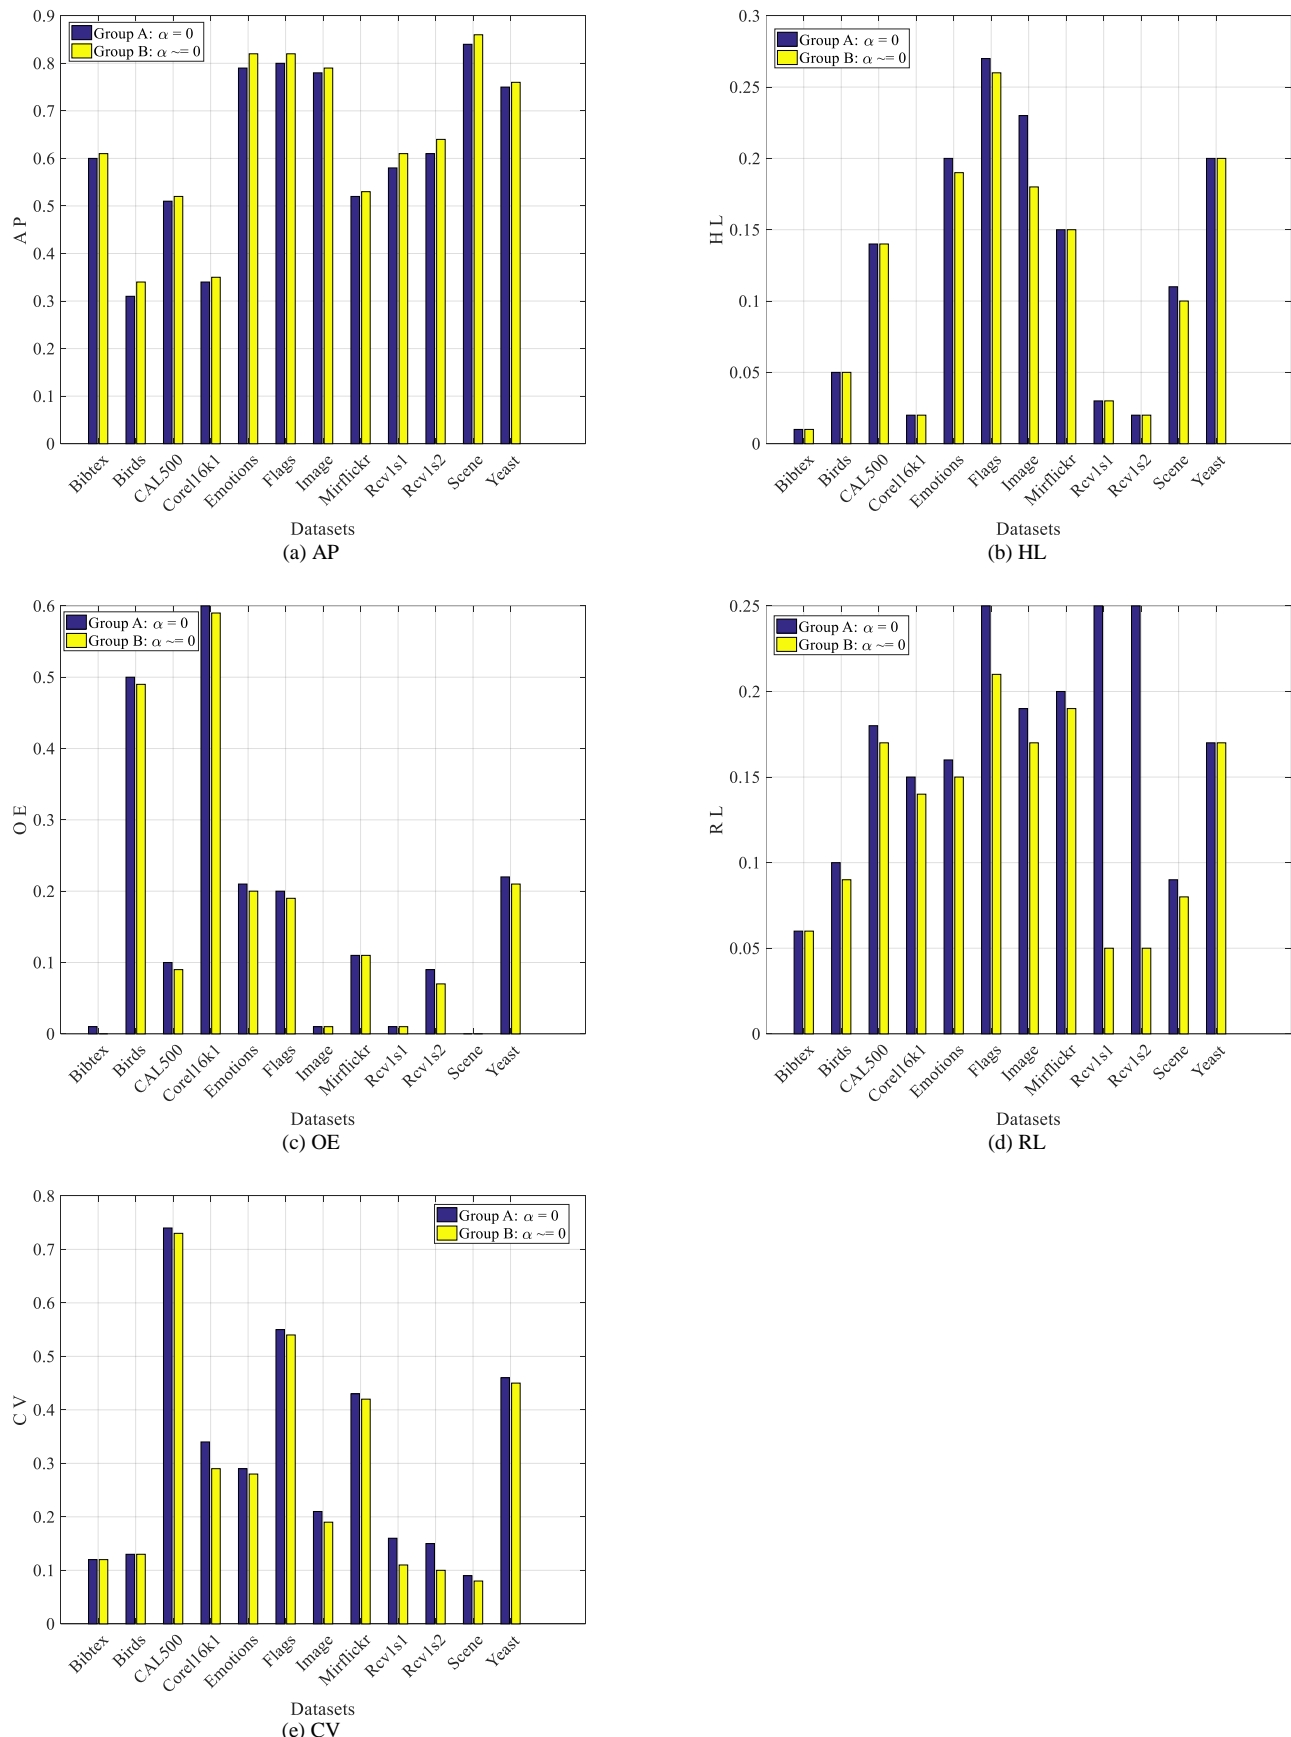 0.9
0.8
0.7
0.6
0.5
0.4
0.3
0.2
0.1
0
A P
Group A: α = 0
Group B: α ~= 0
Bibtex
Birds
CAL500
Corel16k1
Emotions
Flags
Image
Mirflickr
Rcv1s1
Rcv1s2
Scene
Yeast
Datasets
(a) AP
0.3
0.25
0.2
0.15
0.1
0.05
0
H L
Group A: α = 0
Group B: α ~= 0
Bibtex
Birds
CAL500
Corel16k1
Emotions
Flags
Image
Mirflickr
Rcv1s1
Rcv1s2
Scene
Yeast
Datasets
(b) HL
0.6
0.5
0.4
0.3
0.2
0.1
0
O E
Group A: α = 0
Group B: α ~= 0
Bibtex
Birds
CAL500
Corel16k1
Emotions
Flags
Image
Mirflickr
Rcv1s1
Rcv1s2
Scene
Yeast
Datasets
(c) OE
0.25
0.2
0.15
0.1
0.05
0
R L
Group A: α = 0
Group B: α ~= 0
Bibtex
Birds
CAL500
Corel16k1
Emotions
Flags
Image
Mirflickr
Rcv1s1
Rcv1s2
Scene
Yeast
Datasets
(d) RL
0.8
0.7
0.6
0.5
0.4
0.3
0.2
0.1
0
C V
Group A: α = 0
Group B: α ~= 0
Bibtex
Birds
CAL500
Corel16k1
Emotions
Flags
Image
Mirflickr
Rcv1s1
Rcv1s2
Scene
Yeast
Datasets
(e) CV